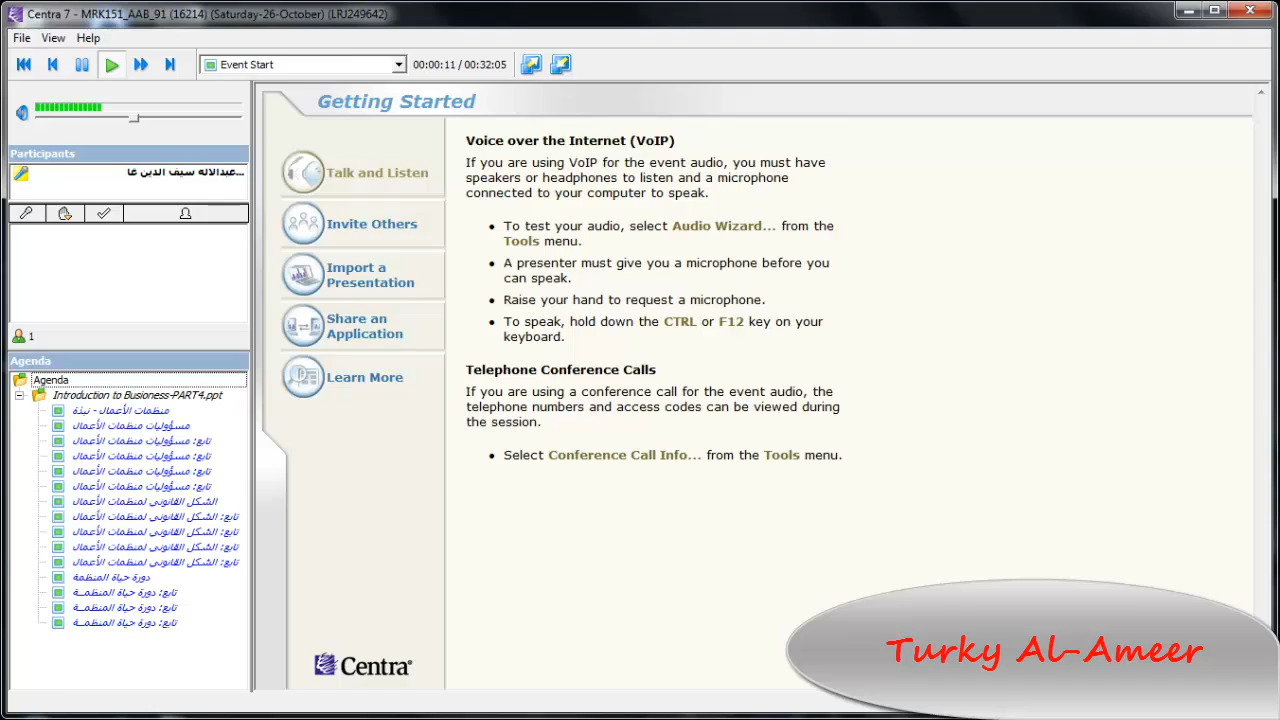 Centra 7 - MRK151_AAB_91 (16214) (Saturday-26-October) (LRJ249642)
File View Help
Event Start
00:00:11 / 00:32:05
Participants
عبدالاله سيف الدين غا...
1
Agenda
Agenda
Introduction to Busioness-PART4.ppt
منظمات الأعمال - نبذة
مسؤوليات منظمات الأعمال
تابع: مسؤوليات منظمات الأعمال
تابع: مسؤوليات منظمات الأعمال
تابع: مسؤوليات منظمات الأعمال
تابع: مسؤوليات منظمات الأعمال
الشكل القانوني لمنظمات الأعمال
تابع: الشكل القانوني لمنظمات الأعمال
تابع: الشكل القانوني لمنظمات الأعمال
تابع: الشكل القانوني لمنظمات الأعمال
تابع: الشكل القانوني لمنظمات الأعمال
دورة حياة المنظمة
تابع: دورة حياة المنظمــة
تابع: دورة حياة المنظمــة
تابع: دورة حياة المنظمــة
Getting Started
Talk and Listen
Invite Others
Import a
Presentation
Share an
Application
Learn More
Centra
Voice over the Internet (VoIP)
If you are using VoIP for the event audio, you must have
speakers or headphones to listen and a microphone
connected to your computer to speak.
• To test your audio, select Audio Wizard... from the
Tools menu.
• A presenter must give you a microphone before you
can speak.
• Raise your hand to request a microphone.
• To speak, hold down the CTRL or F12 key on your
keyboard.
Telephone Conference Calls
If you are using a conference call for the event audio, the
telephone numbers and access codes can be viewed during
the session.
• Select Conference Call Info... from the Tools menu.
Turky Al-Ameer